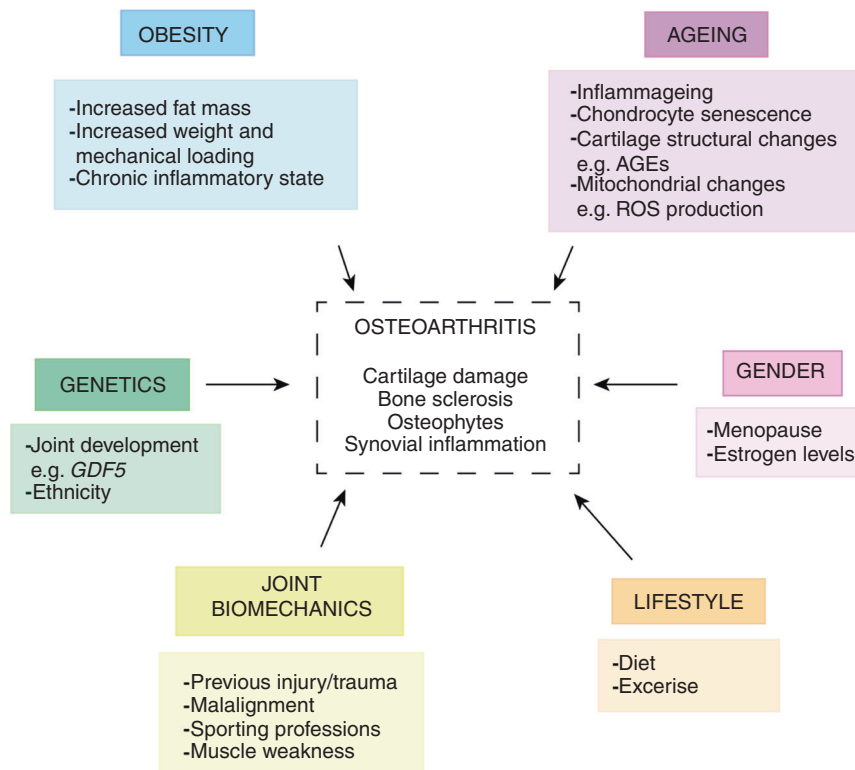 OBESITY
-Increased fat mass
-Increased weight and
mechanical loading
-Chronic inflammatory state
AGEING
-Inflammageing
-Chondrocyte senescence
-Cartilage structural changes
e.g. AGEs
-Mitochondrial changes
e.g. ROS production
OSTEOARTHRITIS
Cartilage damage
Bone sclerosis
Osteophytes
Synovial inflammation
GENETICS
-Joint development
e.g. GDF5
-Ethnicity
GENDER
-Menopause
-Estrogen levels
JOINT
BIOMECHANICS
-Previous injury/trauma
-Malalignment
-Sporting professions
-Muscle weakness
LIFESTYLE
-Diet
-Excerise